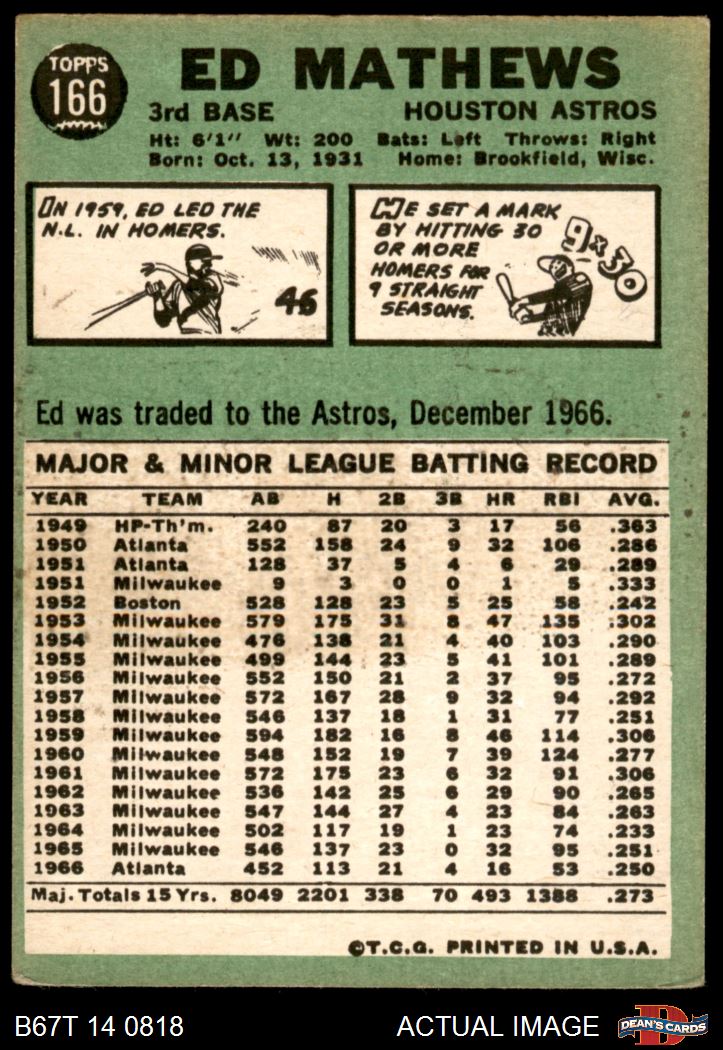 TOPPS
166
ED MATHEWS
3rd BASE HOUSTON ASTROS
Ht: 6'1" Wt: 200 Bats: Left Throws: Right
Born: Oct. 13, 1931 Home: Brookfield, Wisc.
IN 1959, ED LED THE
N.L. IN HOMERS.
46
HE SET A MARK
BY HITTING 30
OR MORE
HOMERS FOR
9 STRAIGHT
SEASONS.
9x30
Ed was traded to the Astros, December 1966.
MAJOR & MINOR LEAGUE BATTING RECORD
YEAR TEAM AB H 2B 3B HR RBI AVG.
1949 HP-Th'm. 240 87 20 3 17 56 .363
1950 Atlanta 552 158 24 9 32 106 .286
1951 Atlanta 128 37 5 4 6 29 .289
1951 Milwaukee 9 3 0 0 1 5 .333
1952 Boston 528 128 23 5 25 58 .242
1953 Milwaukee 579 175 31 8 47 135 .302
1954 Milwaukee 476 138 21 4 40 103 .290
1955 Milwaukee 499 144 23 5 41 101 .289
1956 Milwaukee 552 150 21 2 37 95 .272
1957 Milwaukee 572 167 28 9 32 94 .292
1958 Milwaukee 546 137 18 1 31 77 .251
1959 Milwaukee 594 182 16 8 46 114 .306
1960 Milwaukee 548 152 19 7 39 124 .277
1961 Milwaukee 572 175 23 6 32 91 .306
1962 Milwaukee 536 142 25 6 29 90 .265
1963 Milwaukee 547 144 27 4 23 84 .263
1964 Milwaukee 502 117 19 1 23 74 .233
1965 Milwaukee 546 137 23 0 32 95 .251
1966 Atlanta 452 113 21 4 16 53 .250
Maj. Totals 15 Yrs. 8049 2201 338 70 493 1388 .273
©T.C.G. PRINTED IN U.S.A.
B67T 14 0818 ACTUAL IMAGE
D
DEAN'S CARDS